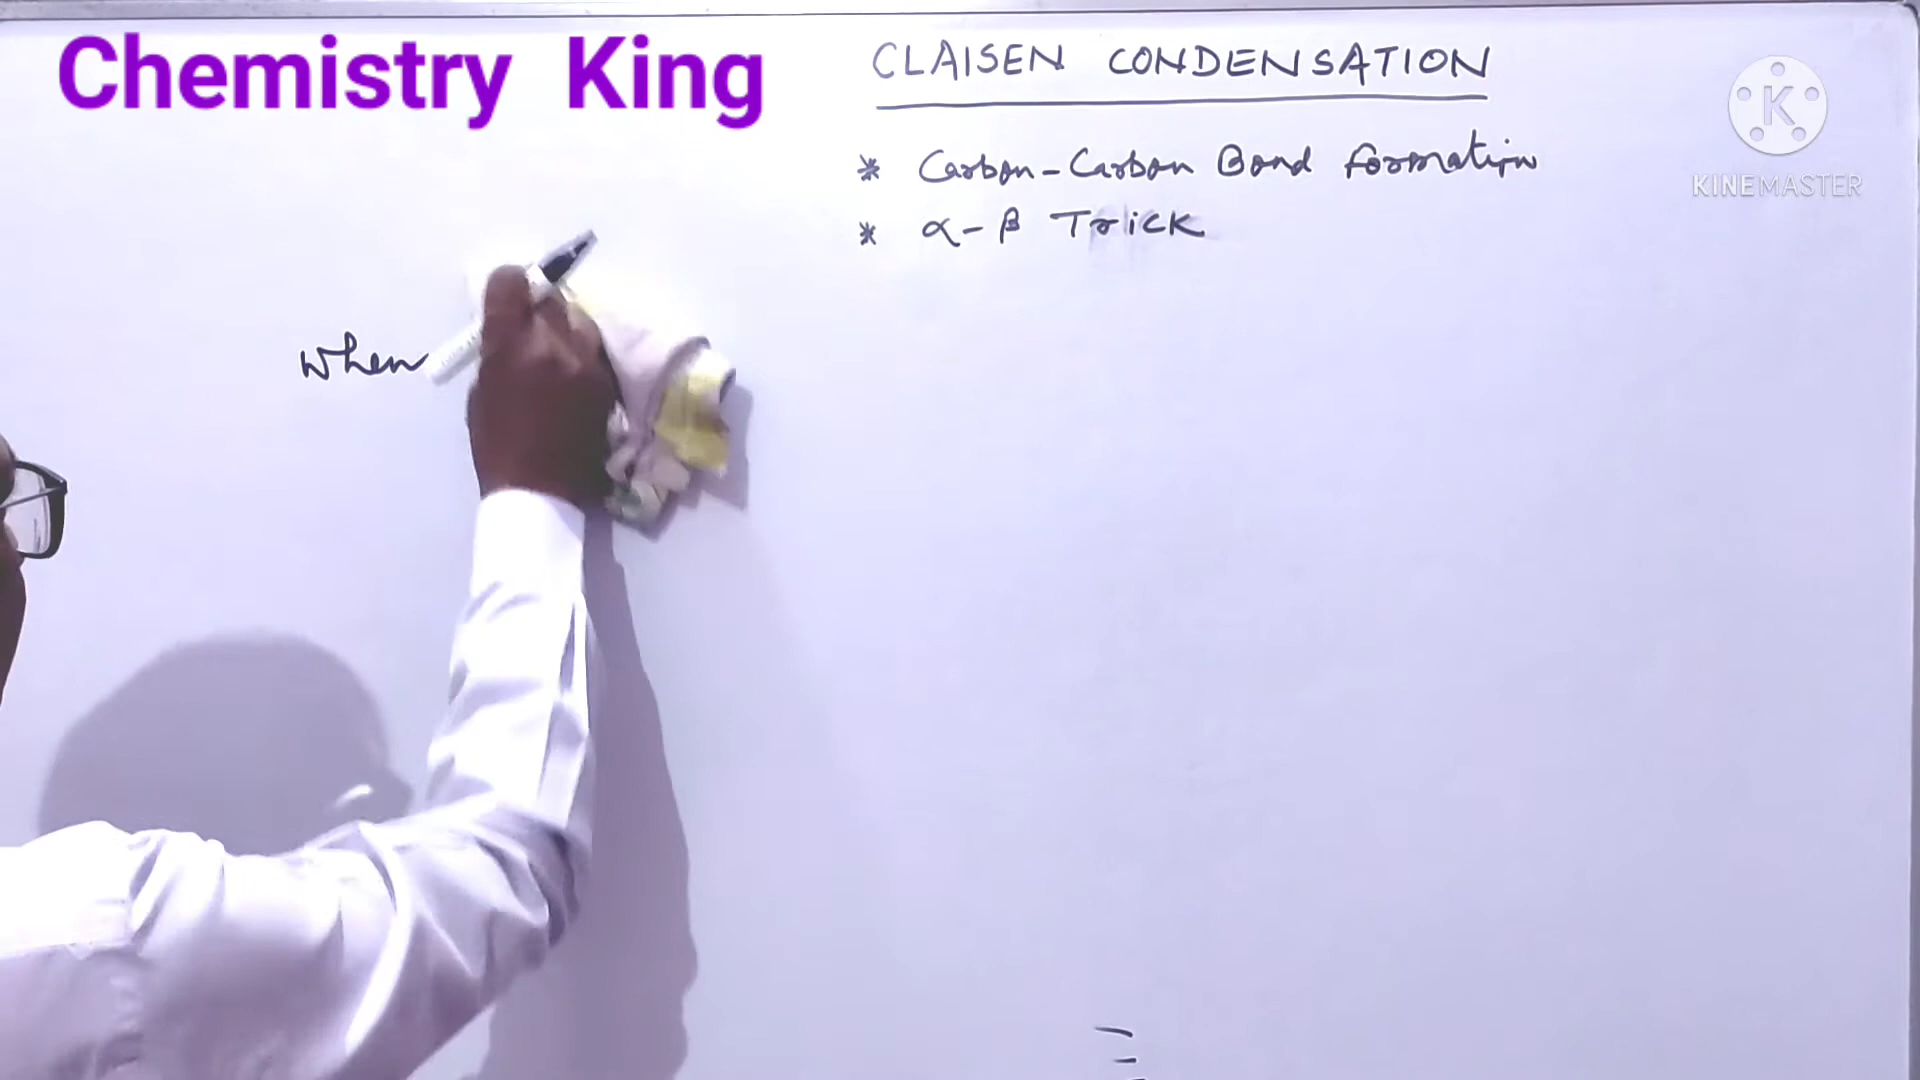 Chemistry King
CLAISEN CONDENSATION
* Carbon-Carbon Bond formation
* α-β Trick
K
KINEMASTER
When